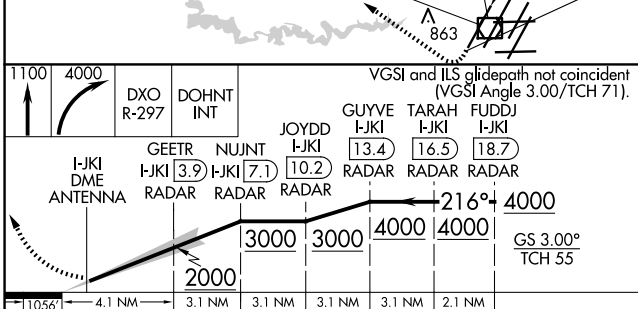 863
1100
4000
DXO
R-297
DOHNT
INT
VGSI and ILS glidepath not coincident
(VGSI Angle 3.00/TCH 71).
I-JKI
DME
ANTENNA
GEETR
I-JKI 3.9
RADAR
NUJNT
I-JKI 7.1
RADAR
JOYDD
I-JKI
10.2
RADAR
GUYVE
I-JKI
13.4
RADAR
TARAH
I-JKI
16.5
RADAR
FUDDJ
I-JKI
18.7
RADAR
2000
3000
3000
4000
4000
216°
4000
GS 3.00°
TCH 55
1056'
4.1 NM
3.1 NM
3.1 NM
3.1 NM
3.1 NM
2.1 NM